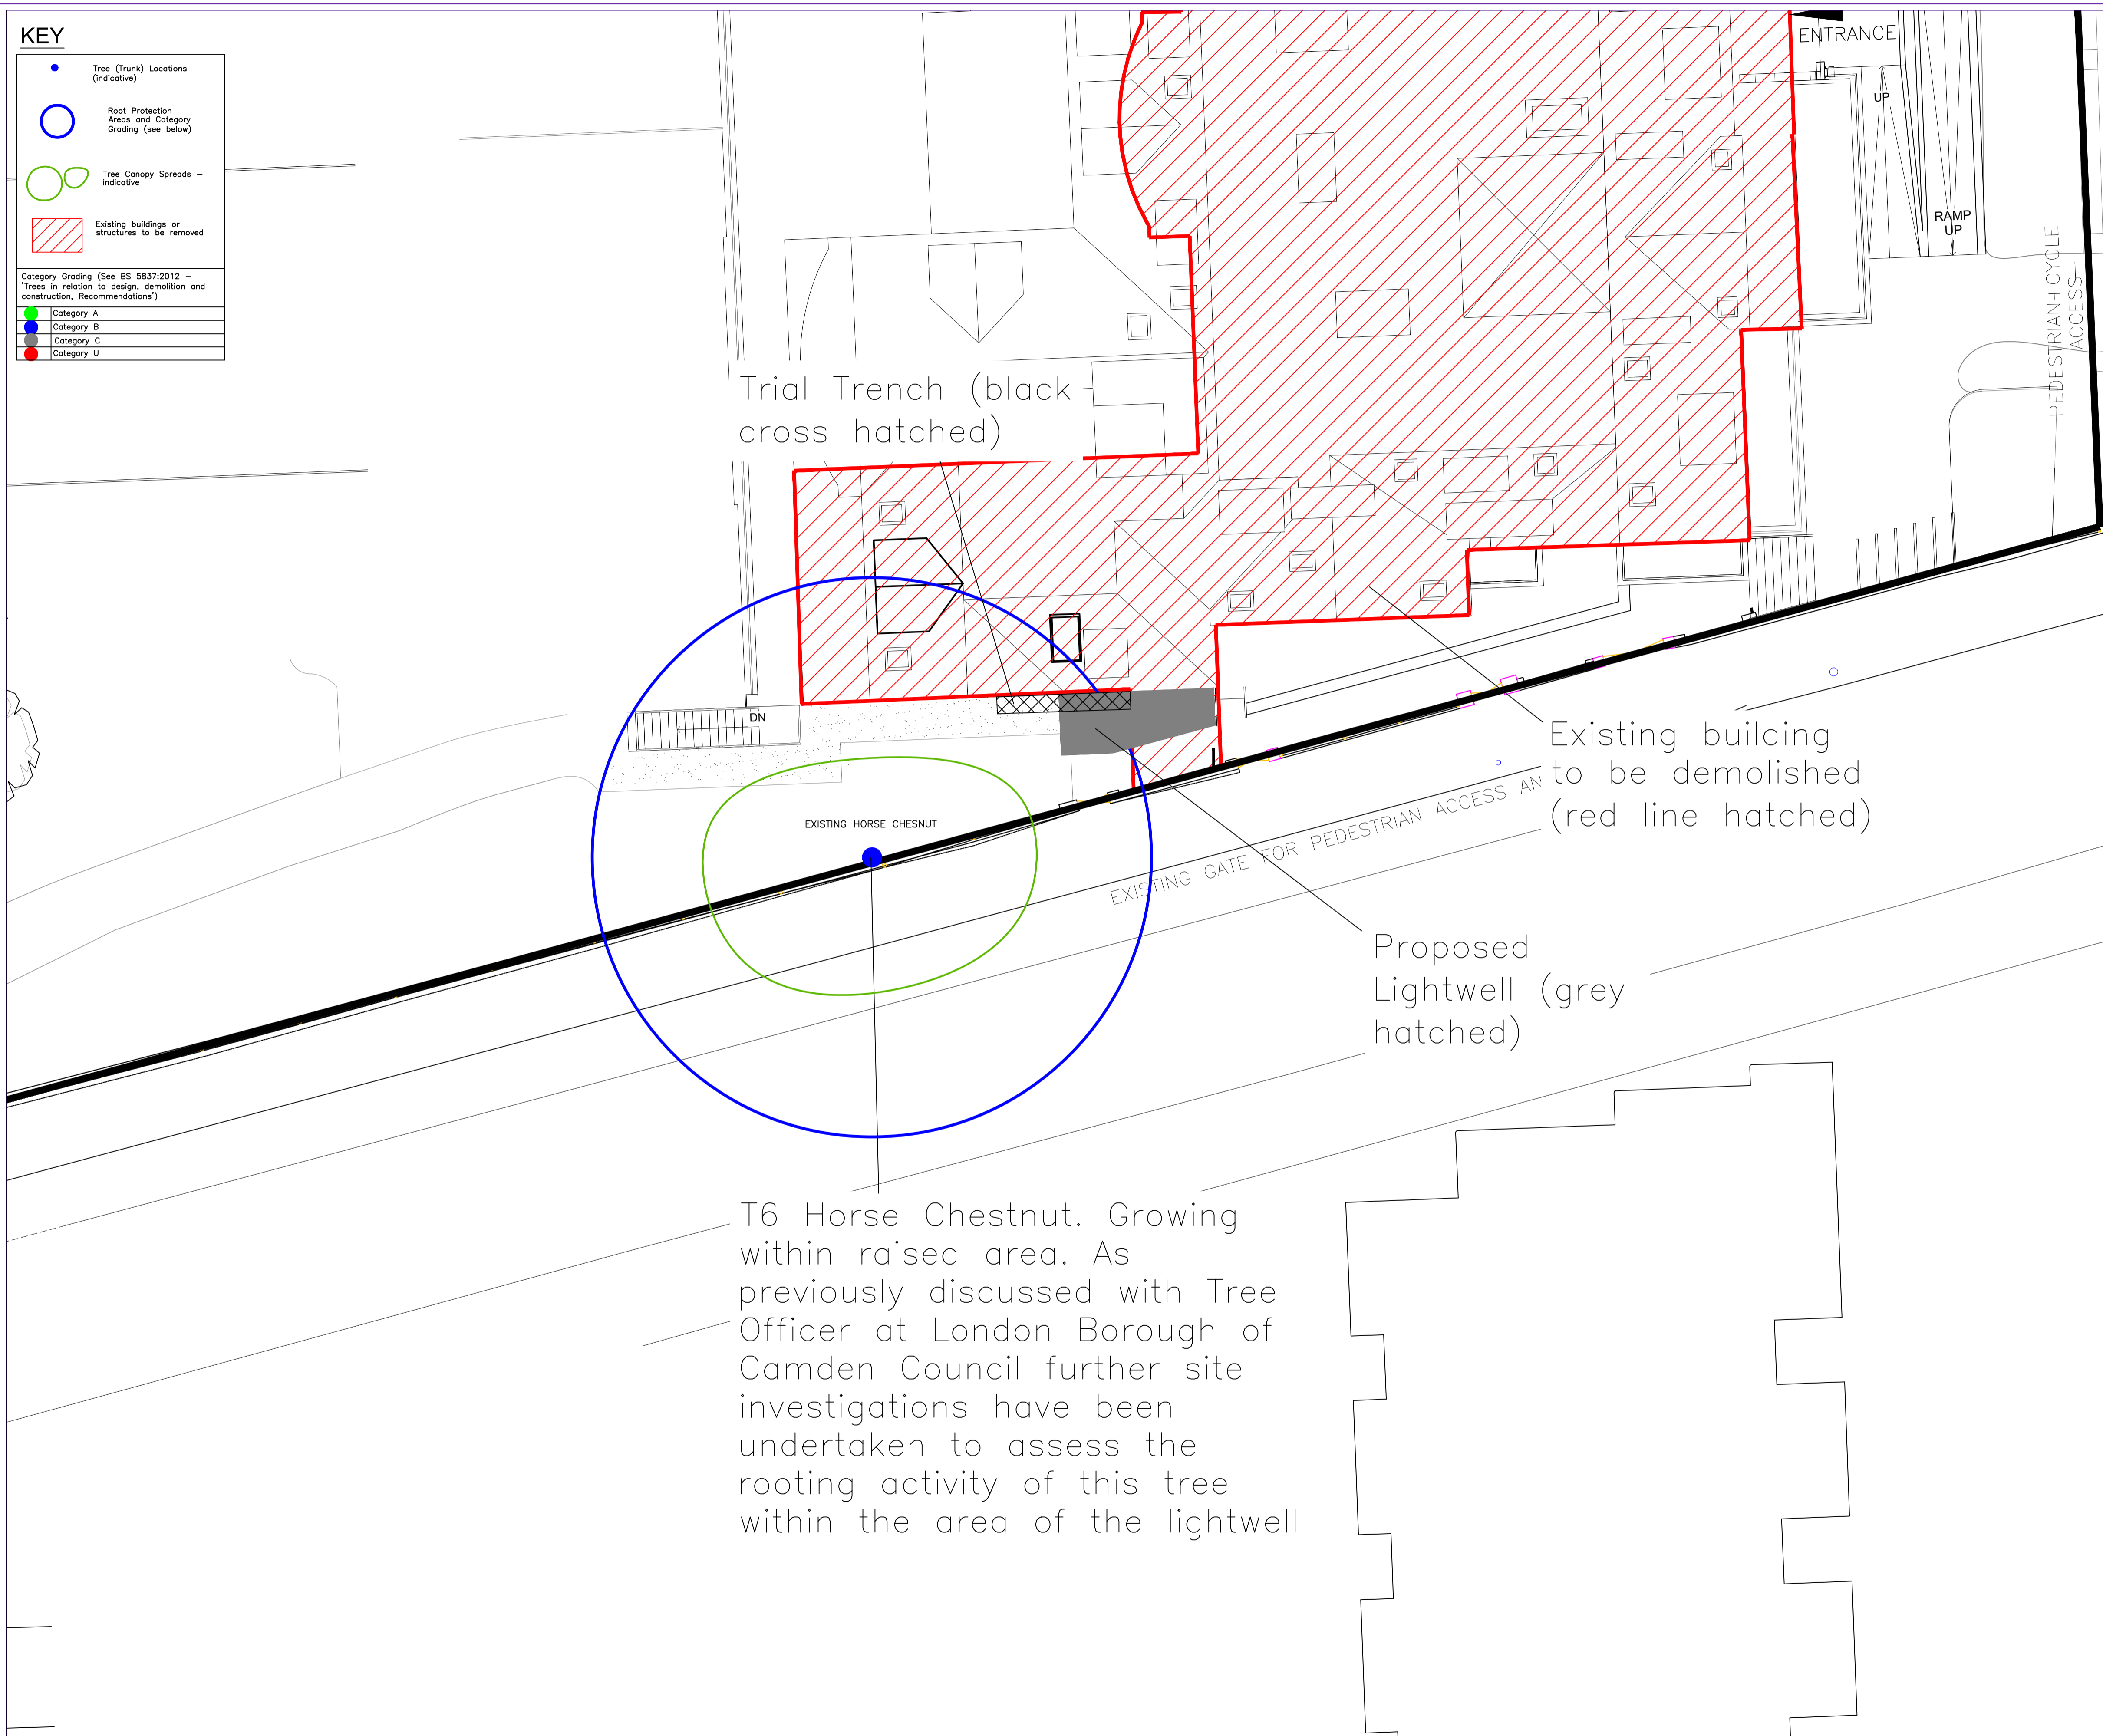 KEY
Tree (Trunk) Locations
(indicative)
Root Protection
Areas and Category
Grading (see below)
Tree Canopy Spreads –
indicative
Existing buildings or
structures to be removed
Category Grading (See BS 5837:2012 –
'Trees in relation to design, demolition and
construction, Recommendations')
Category A
Category B
Category C
Category U
ENTRANCE
UP
RAMP
UP
PEDESTRIAN+CYCLE
ACCESS
Trial Trench (black
cross hatched)
DN
EXISTING HORSE CHESNUT
EXISTING GATE FOR PEDESTRIAN ACCESS AN
Existing building
to be demolished
(red line hatched)
Proposed
Lightwell (grey
hatched)
T6 Horse Chestnut. Growing
within raised area. As
previously discussed with Tree
Officer at London Borough of
Camden Council further site
investigations have been
undertaken to assess the
rooting activity of this tree
within the area of the lightwell